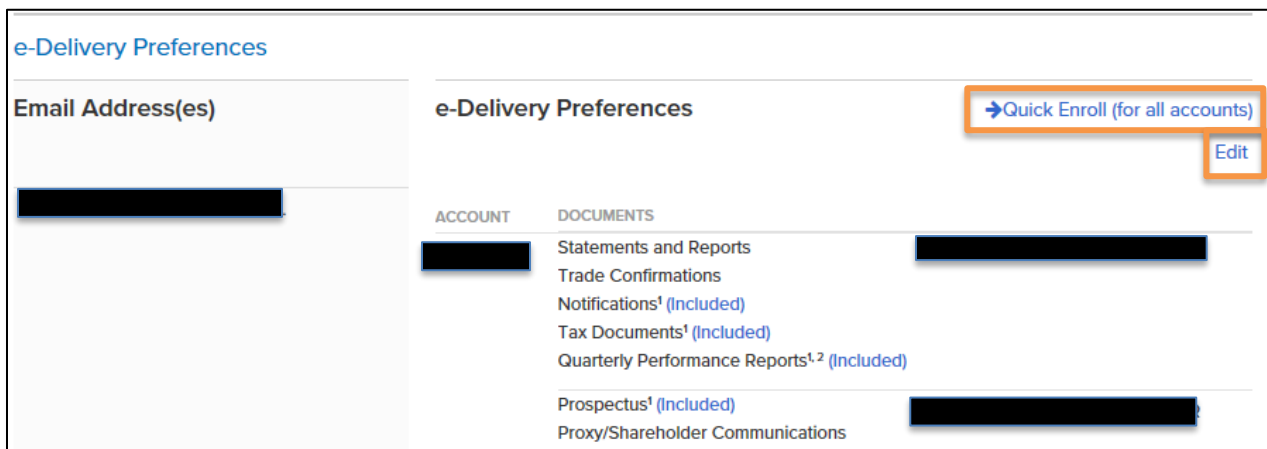 e-Delivery Preferences
Email Address(es)
e-Delivery Preferences
➔Quick Enroll (for all accounts)
Edit
ACCOUNT DOCUMENTS
Statements and Reports
Trade Confirmations
Notifications¹ (Included)
Tax Documents¹ (Included)
Quarterly Performance Reports¹˒ ² (Included)
Prospectus¹ (Included)
Proxy/Shareholder Communications